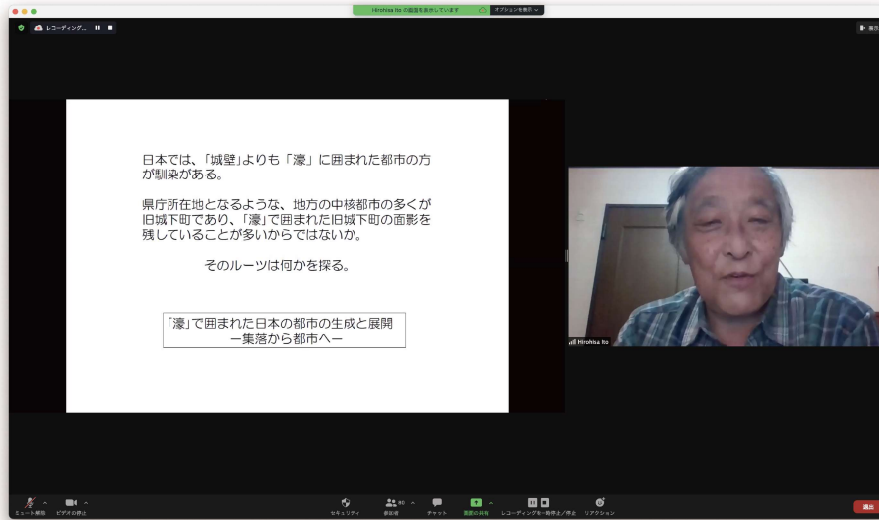 Hirohisa Ito の画面を表示しています
オプションを表示
レコーディング...
日本では、「城壁」よりも「濠」に囲まれた都市の方
が馴染がある。
県庁所在地となるような、地方の中核都市の多くが
旧城下町であり、「濠」で囲まれた旧城下町の面影を
残していることが多いからではないか。
そのルーツは何かを探る。
「濠」で囲まれた日本の都市の生成と展開
ー集落から都市へー
Hirohisa Ito
ミュート解除 ビデオの停止 セキュリティ 参加者 80 チャット 画面の共有 レコーディングを一時停止/停止 リアクション 退出